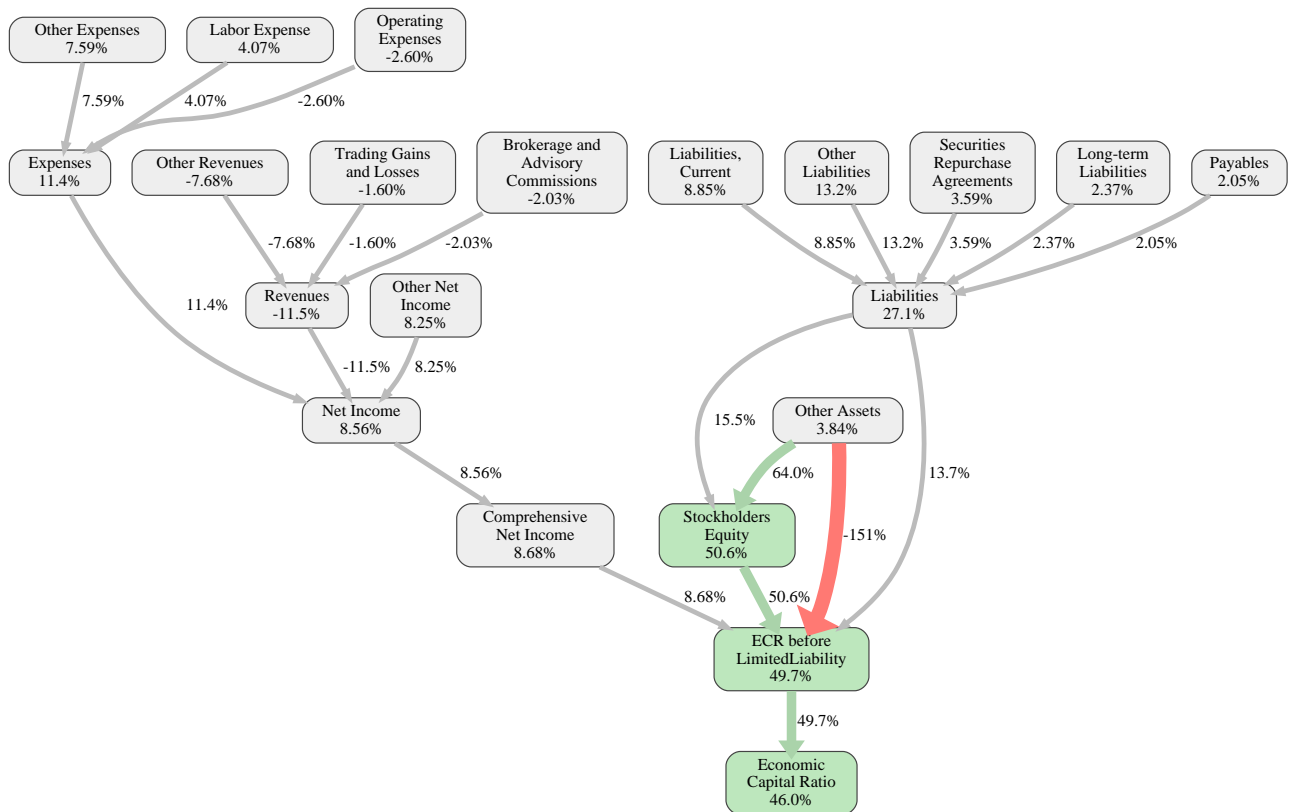 Other Expenses
7.59%
Labor Expense
4.07%
Operating
Expenses
-2.60%
7.59%
4.07%
-2.60%
Expenses
11.4%
Other Revenues
-7.68%
Trading Gains
and Losses
-1.60%
Brokerage and
Advisory
Commissions
-2.03%
Liabilities,
Current
8.85%
Other
Liabilities
13.2%
Securities
Repurchase
Agreements
3.59%
Long-term
Liabilities
2.37%
Payables
2.05%
-7.68%
-1.60%
-2.03%
8.85%
13.2%
3.59%
2.37%
2.05%
11.4%
Revenues
-11.5%
Other Net
Income
8.25%
Liabilities
27.1%
-11.5%
8.25%
Net Income
8.56%
15.5%
Other Assets
3.84%
8.56%
64.0%
13.7%
Comprehensive
Net Income
8.68%
Stockholders
Equity
50.6%
-151%
8.68%
50.6%
ECR before
LimitedLiability
49.7%
49.7%
Economic
Capital Ratio
46.0%